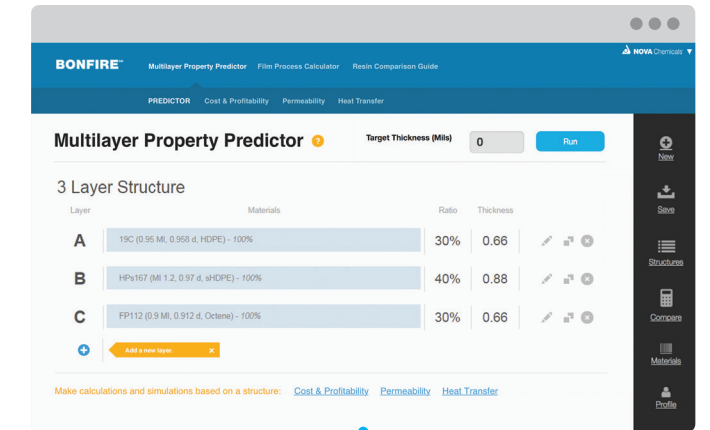 NOVA Chemicals
BONFIRE™ Multilayer Property Predictor Film Process Calculator Resin Comparison Guide
PREDICTOR Cost & Profitability Permeability Heat Transfer
Multilayer Property Predictor ? Target Thickness (Mils) 0 Run
New
3 Layer Structure
Save
Layer Materials Ratio Thickness
A 19C (0.95 MI, 0.958 d, HDPE) - 100% 30% 0.66
Structures
B HPs167 (MI 1.2, 0.97 d, sHDPE) - 100% 40% 0.88
C FP112 (0.9 MI, 0.912 d, Octene) - 100% 30% 0.66
Compare
Add a new layer x
Materials
Make calculations and simulations based on a structure: Cost & Profitability Permeability Heat Transfer
Profile